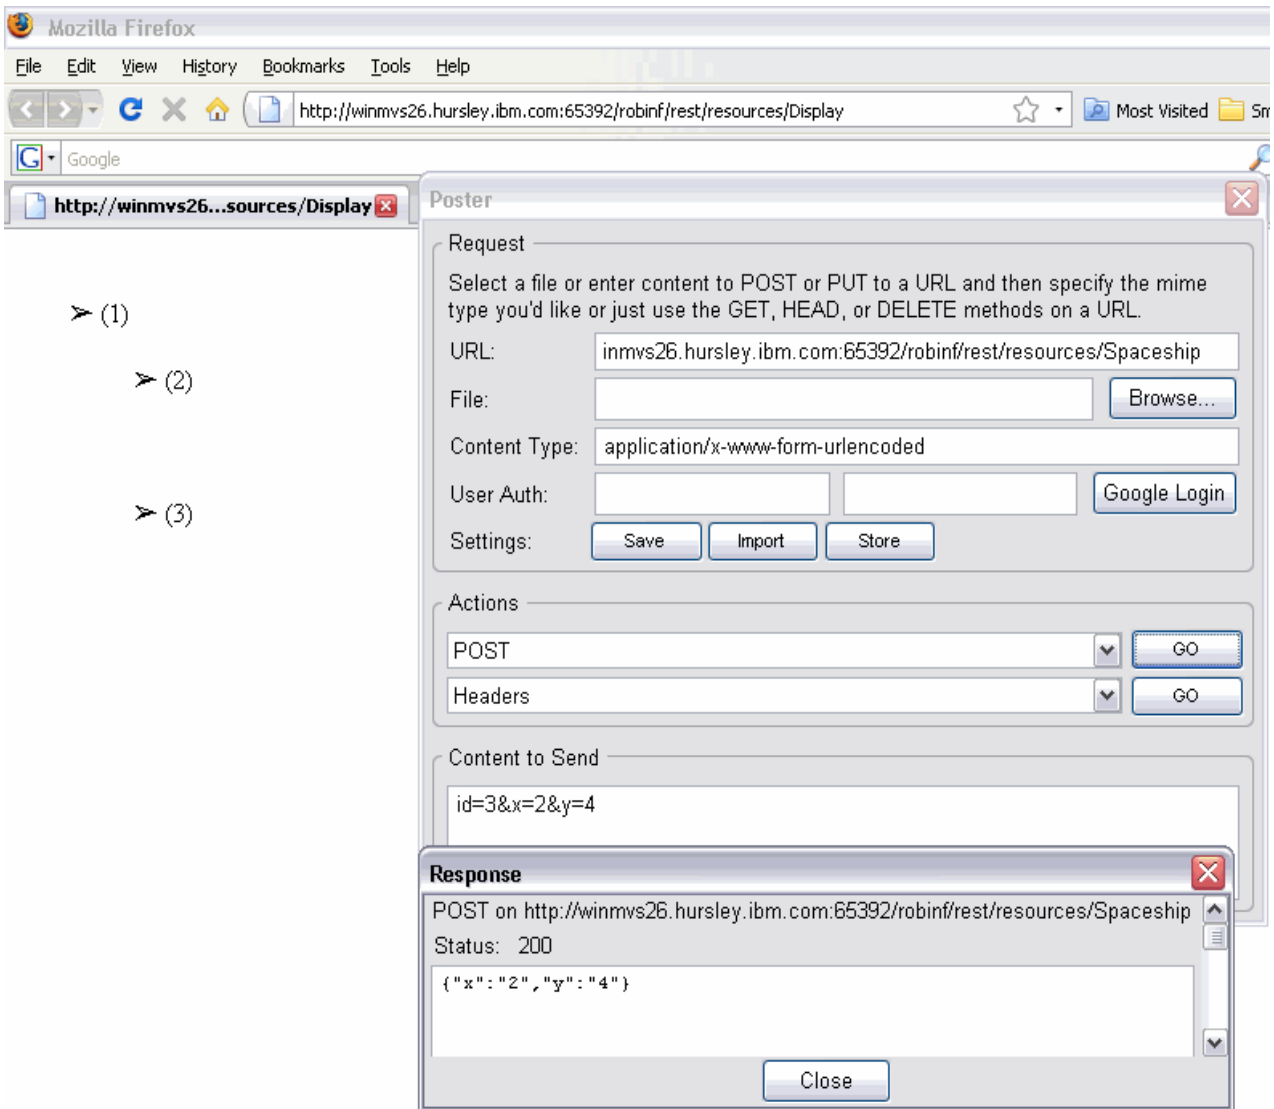 Mozilla Firefox
File Edit View History Bookmarks Tools Help
http://winmvs26.hursley.ibm.com:65392/robinf/rest/resources/Display Most Visited Sm
G Google
http://winmvs26...sources/Display
Poster
Request
Select a file or enter content to POST or PUT to a URL and then specify the mime
type you'd like or just use the GET, HEAD, or DELETE methods on a URL.
➢ (1)
URL: inmvs26.hursley.ibm.com:65392/robinf/rest/resources/Spaceship
➢ (2)
File: Browse...
Content Type: application/x-www-form-urlencoded
User Auth: Google Login
➢ (3)
Settings: Save Import Store
Actions
POST GO
Headers GO
Content to Send
id=3&x=2&y=4
Response
POST on http://winmvs26.hursley.ibm.com:65392/robinf/rest/resources/Spaceship
Status: 200
{"x":"2","y":"4"}
Close